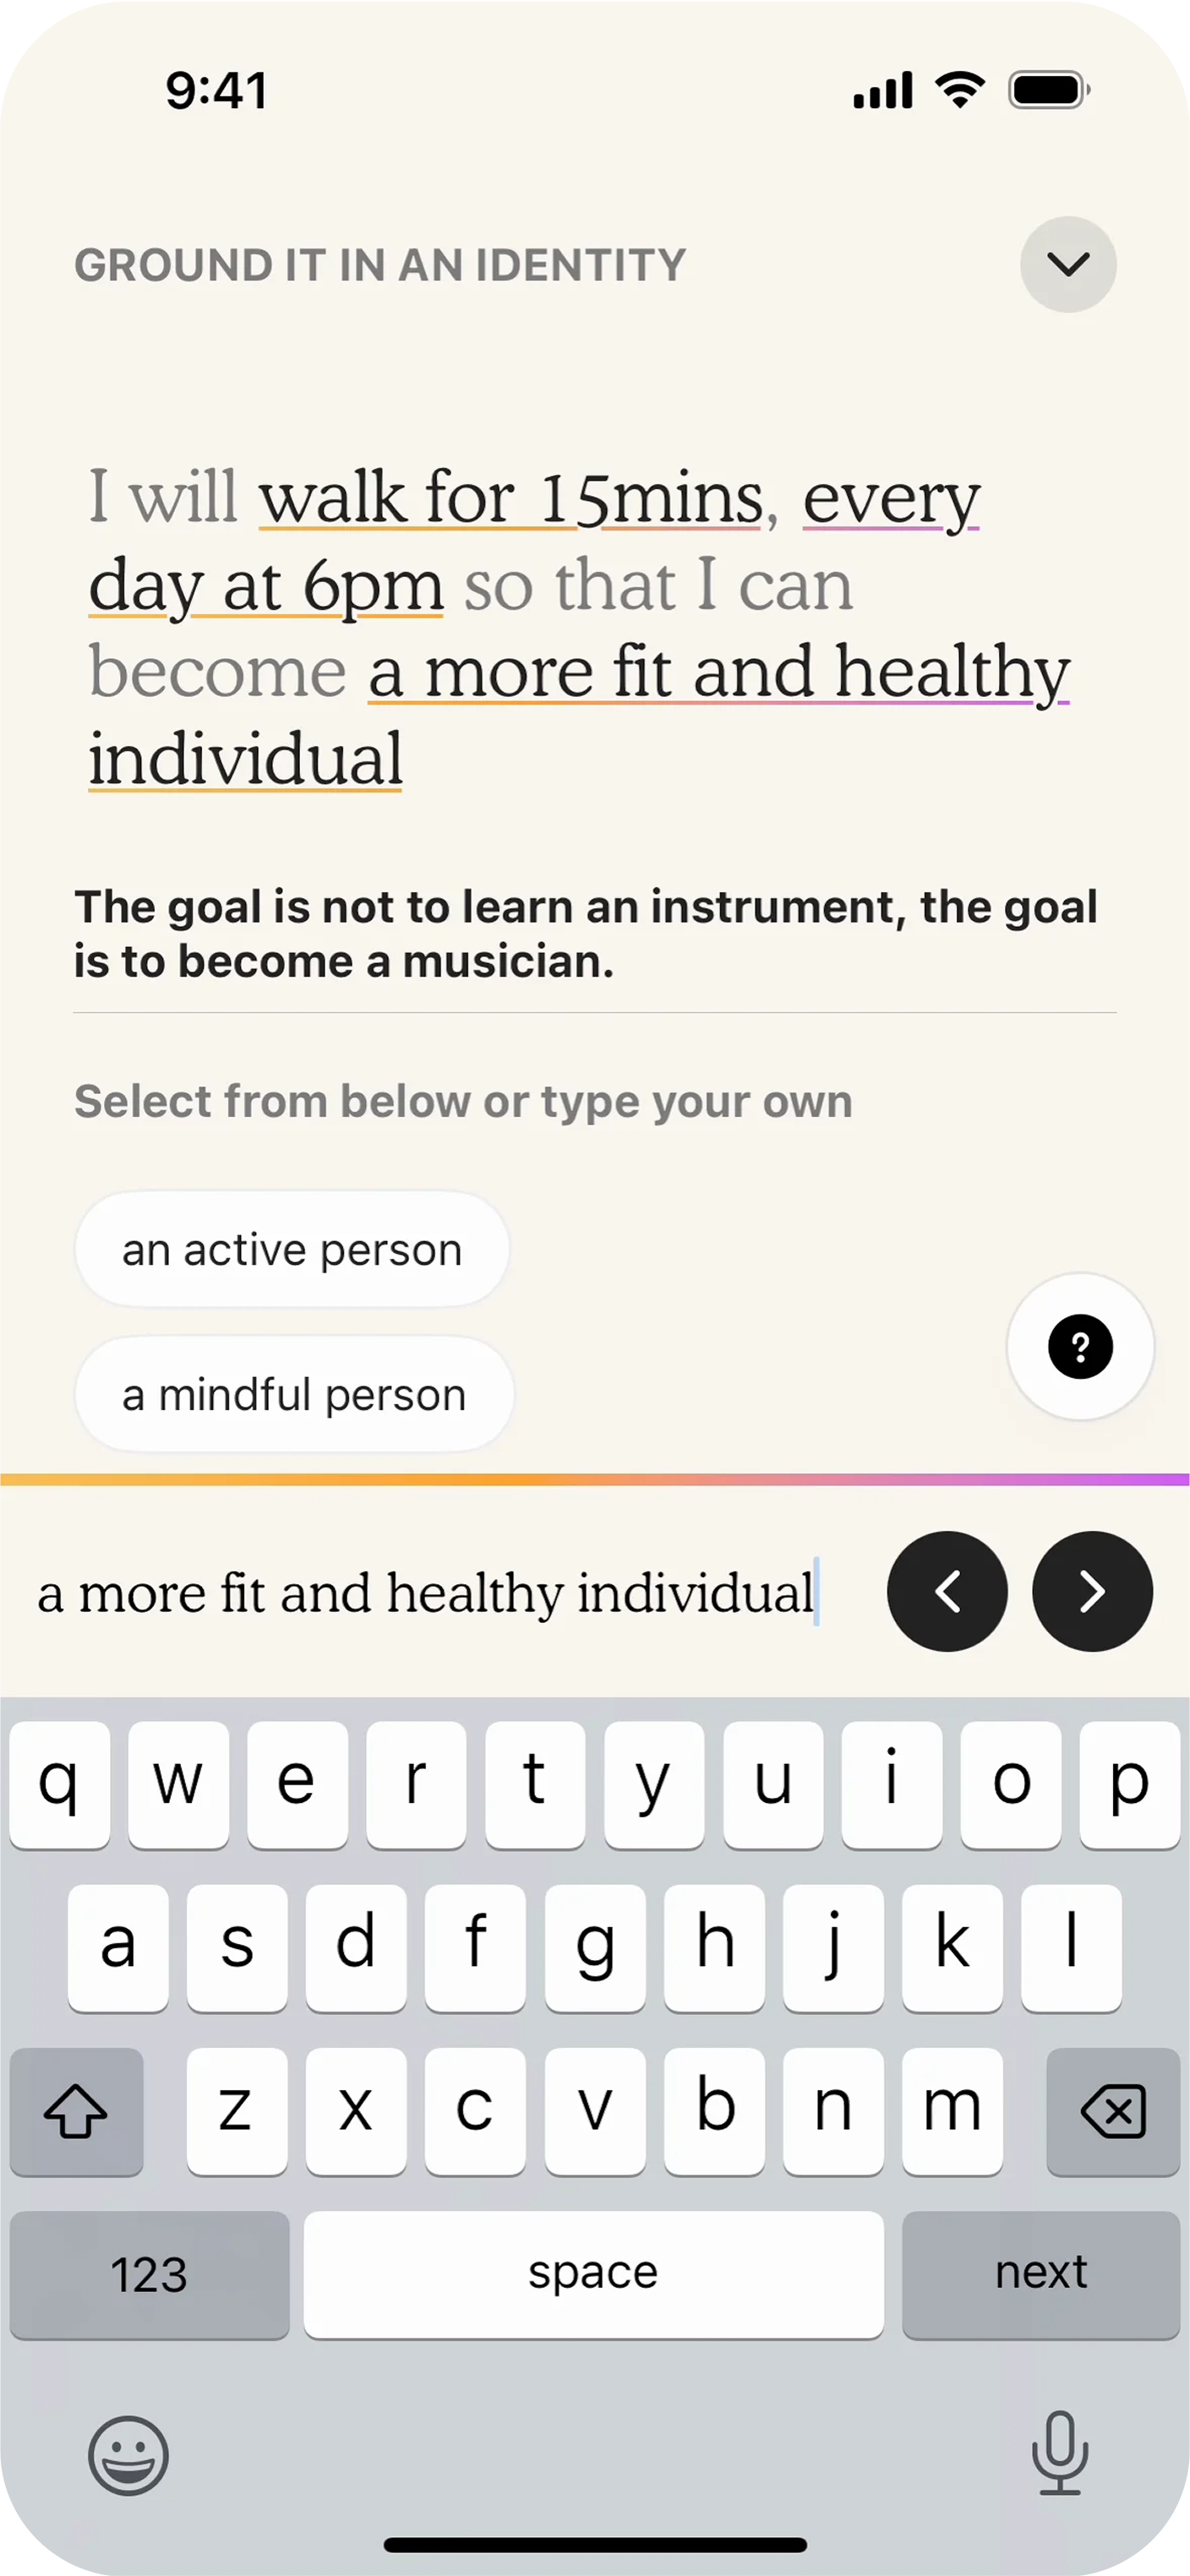 9:41
GROUND IT IN AN IDENTITY
I will walk for 15mins, every
day at 6pm so that I can
become a more fit and healthy
individual
The goal is not to learn an instrument, the goal
is to become a musician.
Select from below or type your own
an active person
a mindful person
?
a more fit and healthy individual
q w e r t y u i o p
a s d f g h j k l
z x c v b n m
123 space next